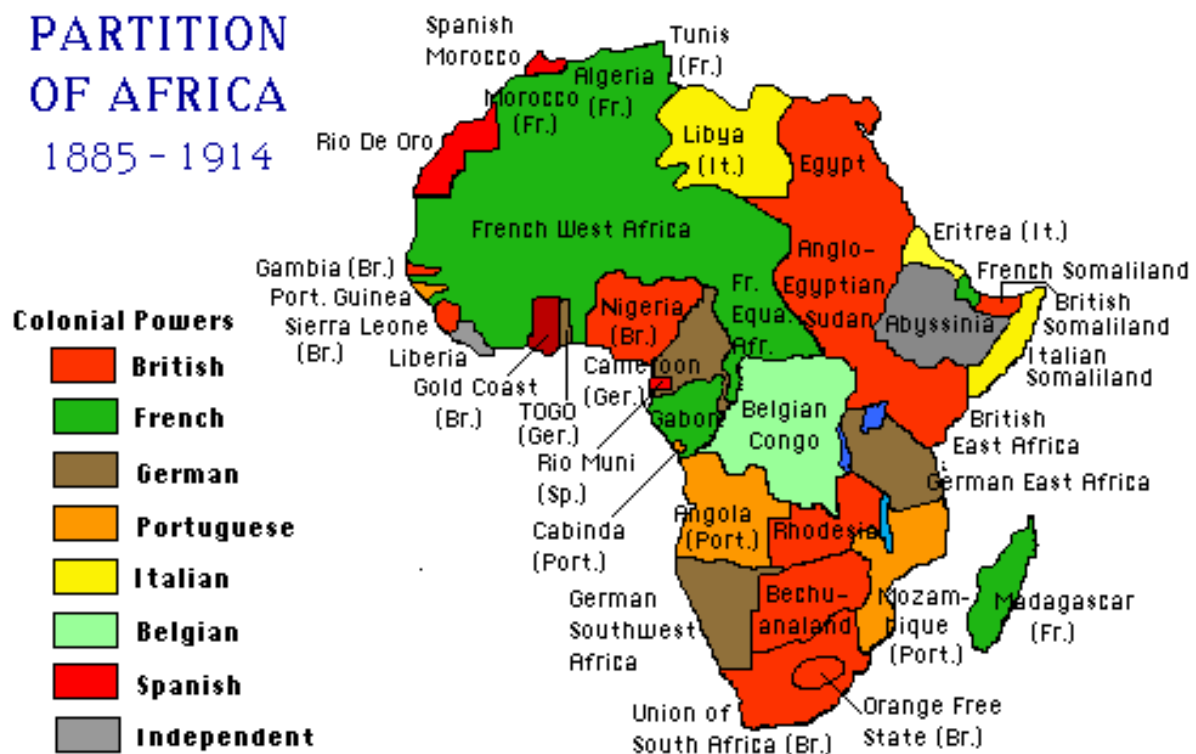 PARTITION
OF AFRICA
1885 - 1914
Spanish
Morocco
Tunis
(Fr.)
Algeria
(Fr.)
Morocco
(Fr.)
Rio De Oro
Libya
(It.)
Egypt
French West Africa
Eritrea (It.)
Anglo-
Egyptian
Sudan
French Somaliland
British
Somaliland
Italian
Somaliland
Abyssinia
Gambia (Br.)
Port. Guinea
Sierra Leone
(Br.)
Liberia
Gold Coast
(Br.)
TOGO
(Ger.)
Nigeria
(Br.)
Fr.
Equa.
Afr.
Cameroon
(Ger.)
Gabon
Rio Muni
(Sp.)
Cabinda
(Port.)
Belgian
Congo
British
East Africa
German East Africa
Angola
(Port.)
Rhodesia
German
Southwest
Africa
Bechu-
analand
Mozam-
bique
(Port.)
Madagascar
(Fr.)
Union of
South Africa (Br.)
Orange Free
State (Br.)
Colonial Powers
British
French
German
Portuguese
Italian
Belgian
Spanish
Independent